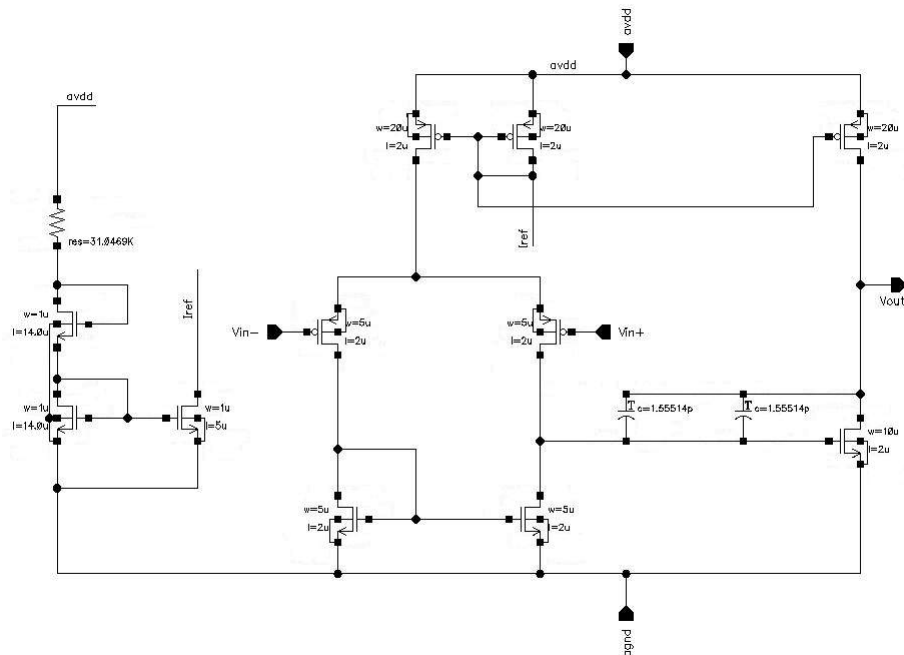 avdd
avdd
avdd
w=20u
l=2u
w=20u
l=2u
w=20u
l=2u
res=31.0469K
Iref
Iref
Vout
w=1u
l=14.0u
Vin-
w=5u
l=2u
w=5u
l=2u
Vin+
w=1u
l=14.0u
w=1u
l=5u
c=1.55514p
c=1.55514p
w=10u
l=2u
w=5u
l=2u
w=5u
l=2u
agnd